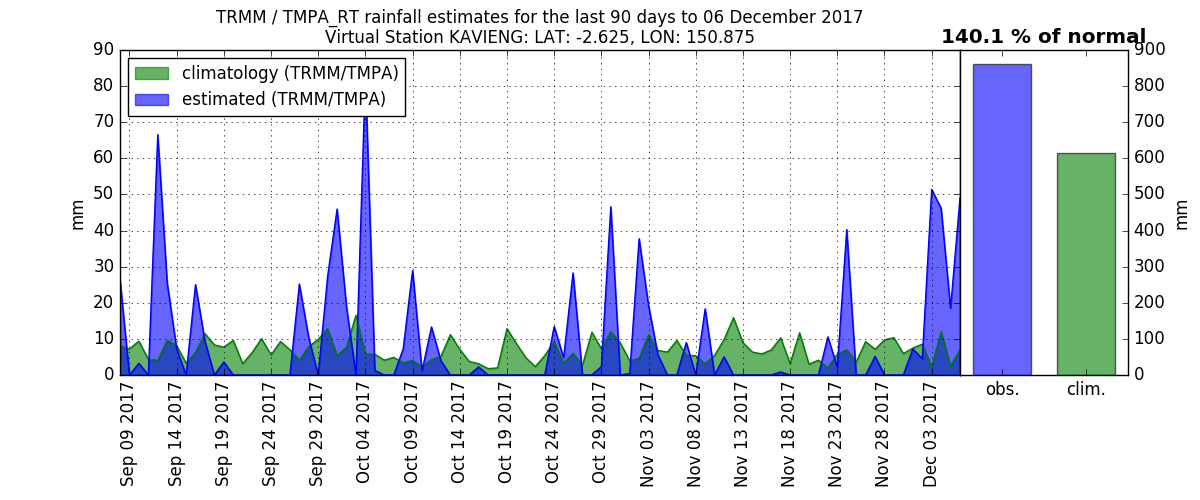 TRMM / TMPA_RT rainfall estimates for the last 90 days to 06 December 2017
Virtual Station KAVIENG: LAT: -2.625, LON: 150.875
140.1 % of normal
climatology (TRMM/TMPA)
estimated (TRMM/TMPA)
mm
90
80
70
60
50
40
30
20
10
0
Sep 09 2017
Sep 14 2017
Sep 19 2017
Sep 24 2017
Sep 29 2017
Oct 04 2017
Oct 09 2017
Oct 14 2017
Oct 19 2017
Oct 24 2017
Oct 29 2017
Nov 03 2017
Nov 08 2017
Nov 13 2017
Nov 18 2017
Nov 23 2017
Nov 28 2017
Dec 03 2017
obs.
clim.
900
800
700
600
500
400
300
200
100
0
mm